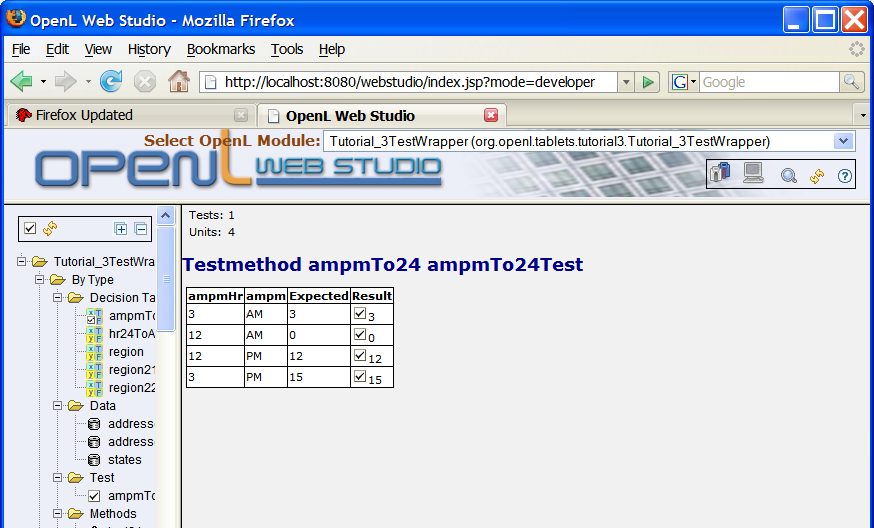 OpenL Web Studio - Mozilla Firefox
File Edit View History Bookmarks Tools Help
http://localhost:8080/webstudio/index.jsp?mode=developer
G Google
Firefox Updated
OpenL Web Studio
Select OpenL Module: Tutorial_3TestWrapper (org.openl.tablets.tutorial3.Tutorial_3TestWrapper)
OPENL WEB STUDIO
Tests: 1
Units: 4
Testmethod ampmTo24 ampmTo24Test
ampmHr ampm Expected Result
3 AM 3 3
12 AM 0 0
12 PM 12 12
3 PM 15 15
Tutorial_3TestWra
By Type
Decision Ta
ampmTo
hr24ToA
region
region21
region22
Data
addresse
addresse
states
Test
ampmTo
Methods